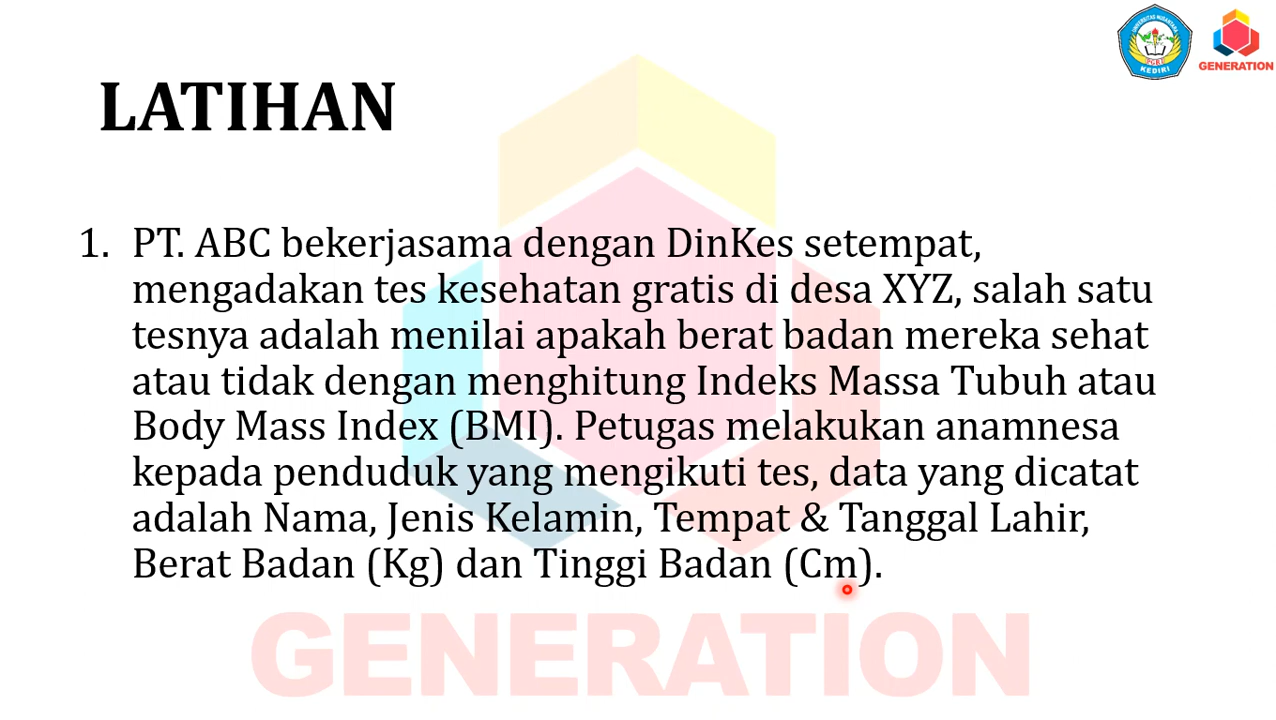 UNIVERSITAS NUSANTARA
KEDIRI
GENERATION
LATIHAN
1. PT. ABC bekerjasama dengan DinKes setempat,
mengadakan tes kesehatan gratis di desa XYZ, salah satu
tesnya adalah menilai apakah berat badan mereka sehat
atau tidak dengan menghitung Indeks Massa Tubuh atau
Body Mass Index (BMI). Petugas melakukan anamnesa
kepada penduduk yang mengikuti tes, data yang dicatat
adalah Nama, Jenis Kelamin, Tempat & Tanggal Lahir,
Berat Badan (Kg) dan Tinggi Badan (Cm).
GENERATION